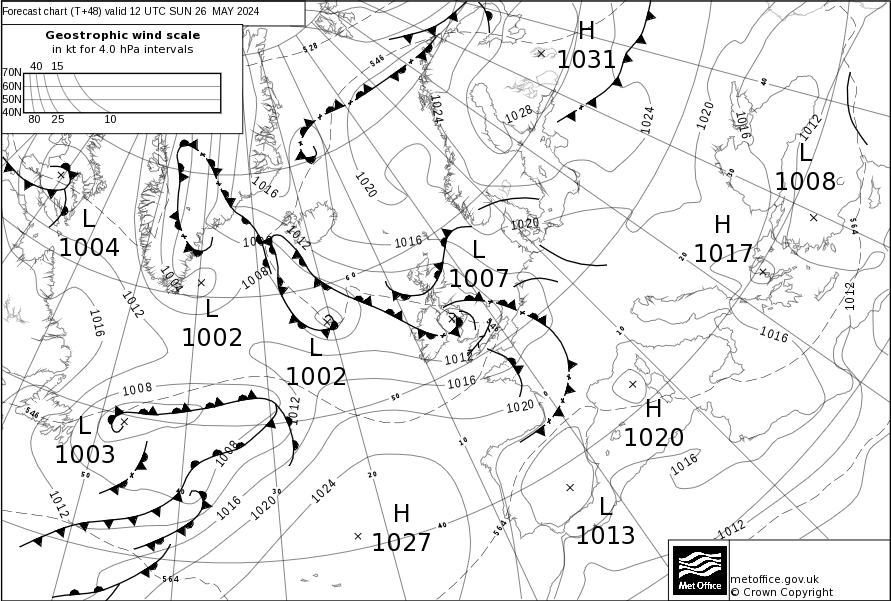 Forecast chart (T+48) valid 12 UTC SUN 26 MAY 2024
Geostrophic wind scale
in kt for 4.0 hPa intervals
40 15
70N
60N
50N
40N
80 25 10
528
546
H
1031
1024
1028
1024
1020
1016
1012
40
L
1008
30
1016
1020
L
1004
1012
1016
1020
H
1017
564
20
L
1007
1008
1004
60
1012
1016
L
1002
1012
L
1002
546
10
1016
1012
1008
1016
1012
50
1020
0
H
1020
546
L
1003
1008
10
1016
50
40
30
20
1012
1016
1020
1024
H
1027
40
564
L
1013
1012
564
Met Office
metoffice.gov.uk
© Crown Copyright